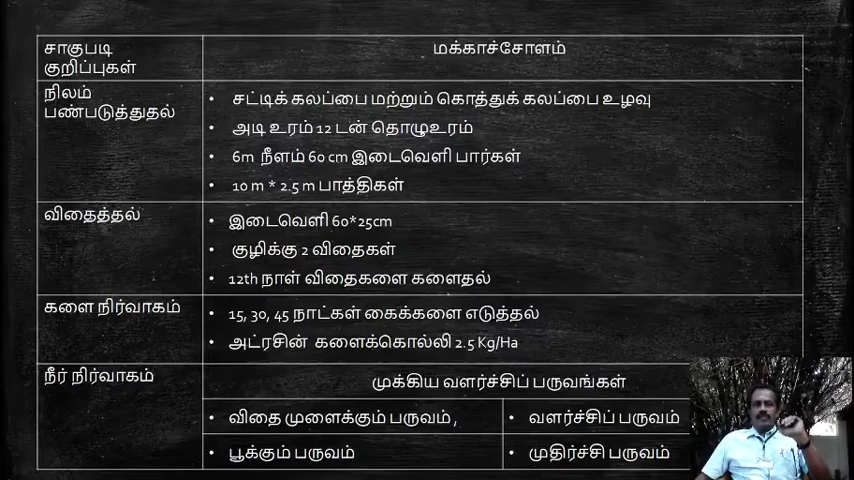 சாகுபடி
குறிப்புகள்
மக்காச்சோளம்
நிலம்
பண்படுத்துதல்
• சட்டிக் கலப்பை மற்றும் கொத்துக் கலப்பை உழவு
• அடி உரம் 12 டன் தொழுஉரம்
• 6m நீளம் 60 cm இடைவெளி பார்கள்
• 10 m * 2.5 m பாத்திகள்
விதைத்தல்
• இடைவெளி 60*25cm
• குழிக்கு 2 விதைகள்
• 12th நாள் விதைகளை களைதல்
களை நிர்வாகம்
• 15, 30, 45 நாட்கள் கைக்களை எடுத்தல்
• அட்ரசின் களைக்கொல்லி 2.5 Kg/Ha
நீர் நிர்வாகம்
முக்கிய வளர்ச்சிப் பருவங்கள்
• விதை முளைக்கும் பருவம்,
• வளர்ச்சிப் பருவம்
• பூக்கும் பருவம்
• முதிர்ச்சி பருவம்